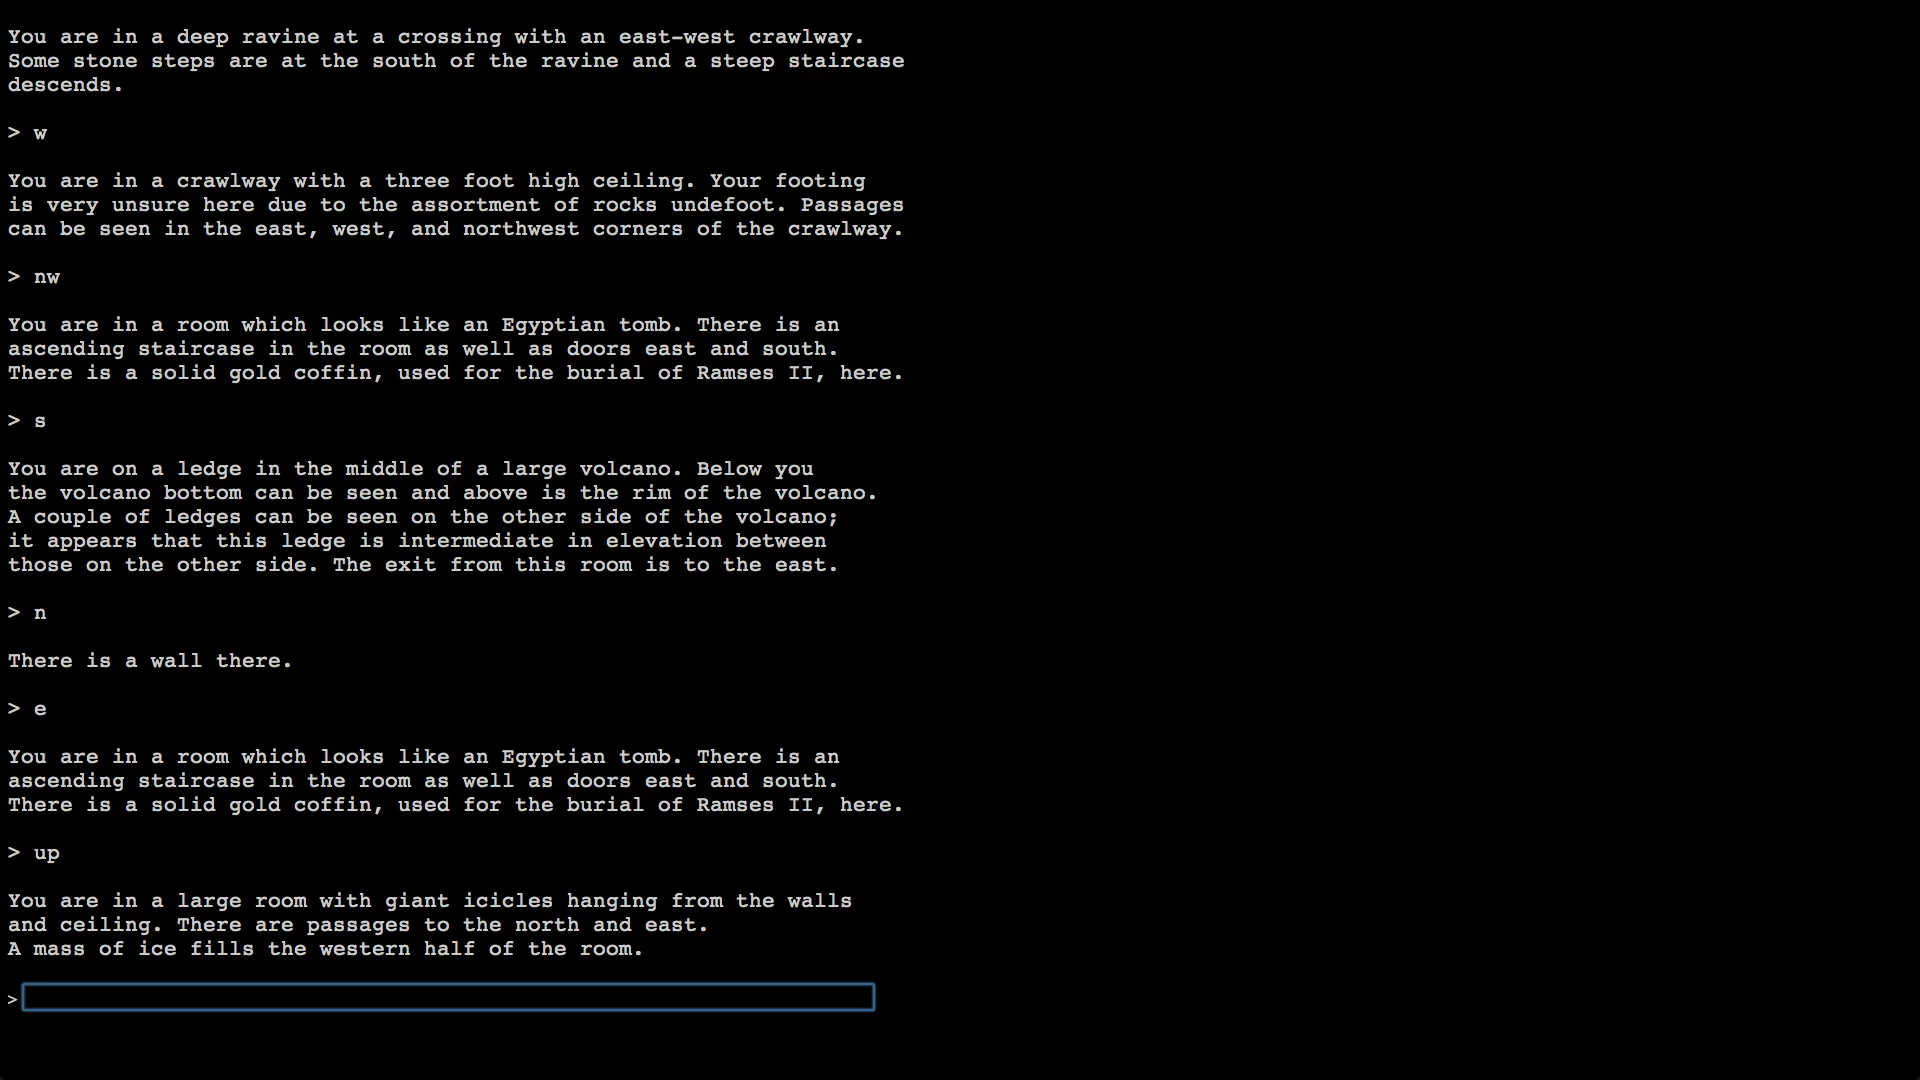 You are in a deep ravine at a crossing with an east-west crawlway.
Some stone steps are at the south of the ravine and a steep staircase
descends.
> w
You are in a crawlway with a three foot high ceiling. Your footing
is very unsure here due to the assortment of rocks undefoot. Passages
can be seen in the east, west, and northwest corners of the crawlway.
> nw
You are in a room which looks like an Egyptian tomb. There is an
ascending staircase in the room as well as doors east and south.
There is a solid gold coffin, used for the burial of Ramses II, here.
> s
You are on a ledge in the middle of a large volcano. Below you
the volcano bottom can be seen and above is the rim of the volcano.
A couple of ledges can be seen on the other side of the volcano;
it appears that this ledge is intermediate in elevation between
those on the other side. The exit from this room is to the east.
> n
There is a wall there.
> e
You are in a room which looks like an Egyptian tomb. There is an
ascending staircase in the room as well as doors east and south.
There is a solid gold coffin, used for the burial of Ramses II, here.
> up
You are in a large room with giant icicles hanging from the walls
and ceiling. There are passages to the north and east.
A mass of ice fills the western half of the room.
>